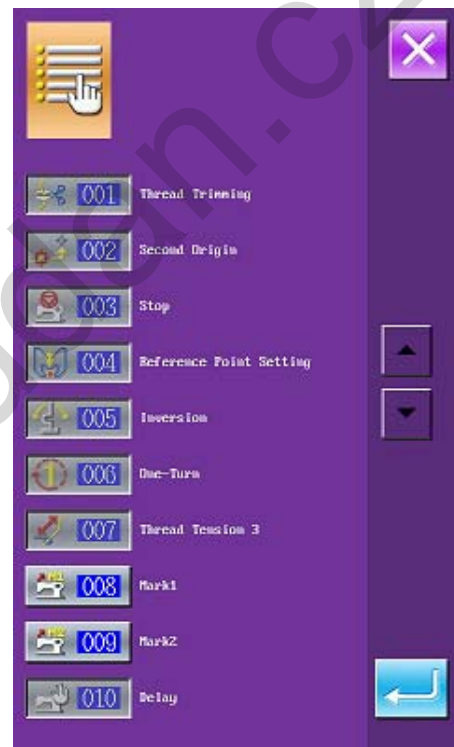 001 Thread Trimming
002 Second Origin
003 Stop
004 Reference Point Setting
005 Inversion
006 One-Turn
007 Thread Tension 3
008 Mark1
009 Mark2
010 Delay